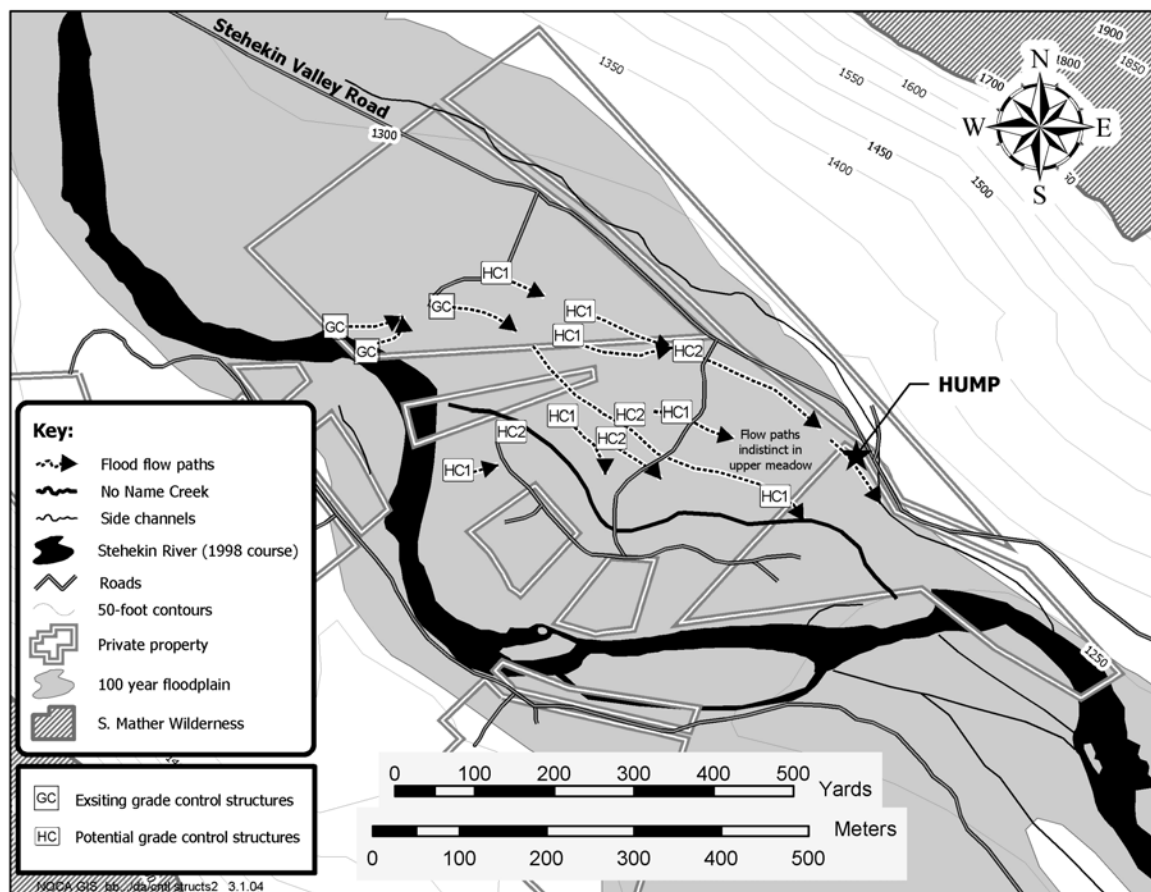 Stehekin Valley Road
1300
1350
1400
1450
1500
1550
1600
1700
1800
1850
1900
N
W E
S
HC1
GC
HC1
GC
HC1
GC
HC2
HUMP
HC1
HC2
HC1
HC2
HC2
Flow paths
indistinct in
upper meadow
HC1
HC1
1250
Key:
Flood flow paths
No Name Creek
Side channels
Stehekin River (1998 course)
Roads
50-foot contours
Private property
100 year floodplain
S. Mather Wilderness
GC Exsiting grade control structures
HC Potential grade control structures
0 100 200 300 400 500
Yards
Meters
0 100 200 300 400 500